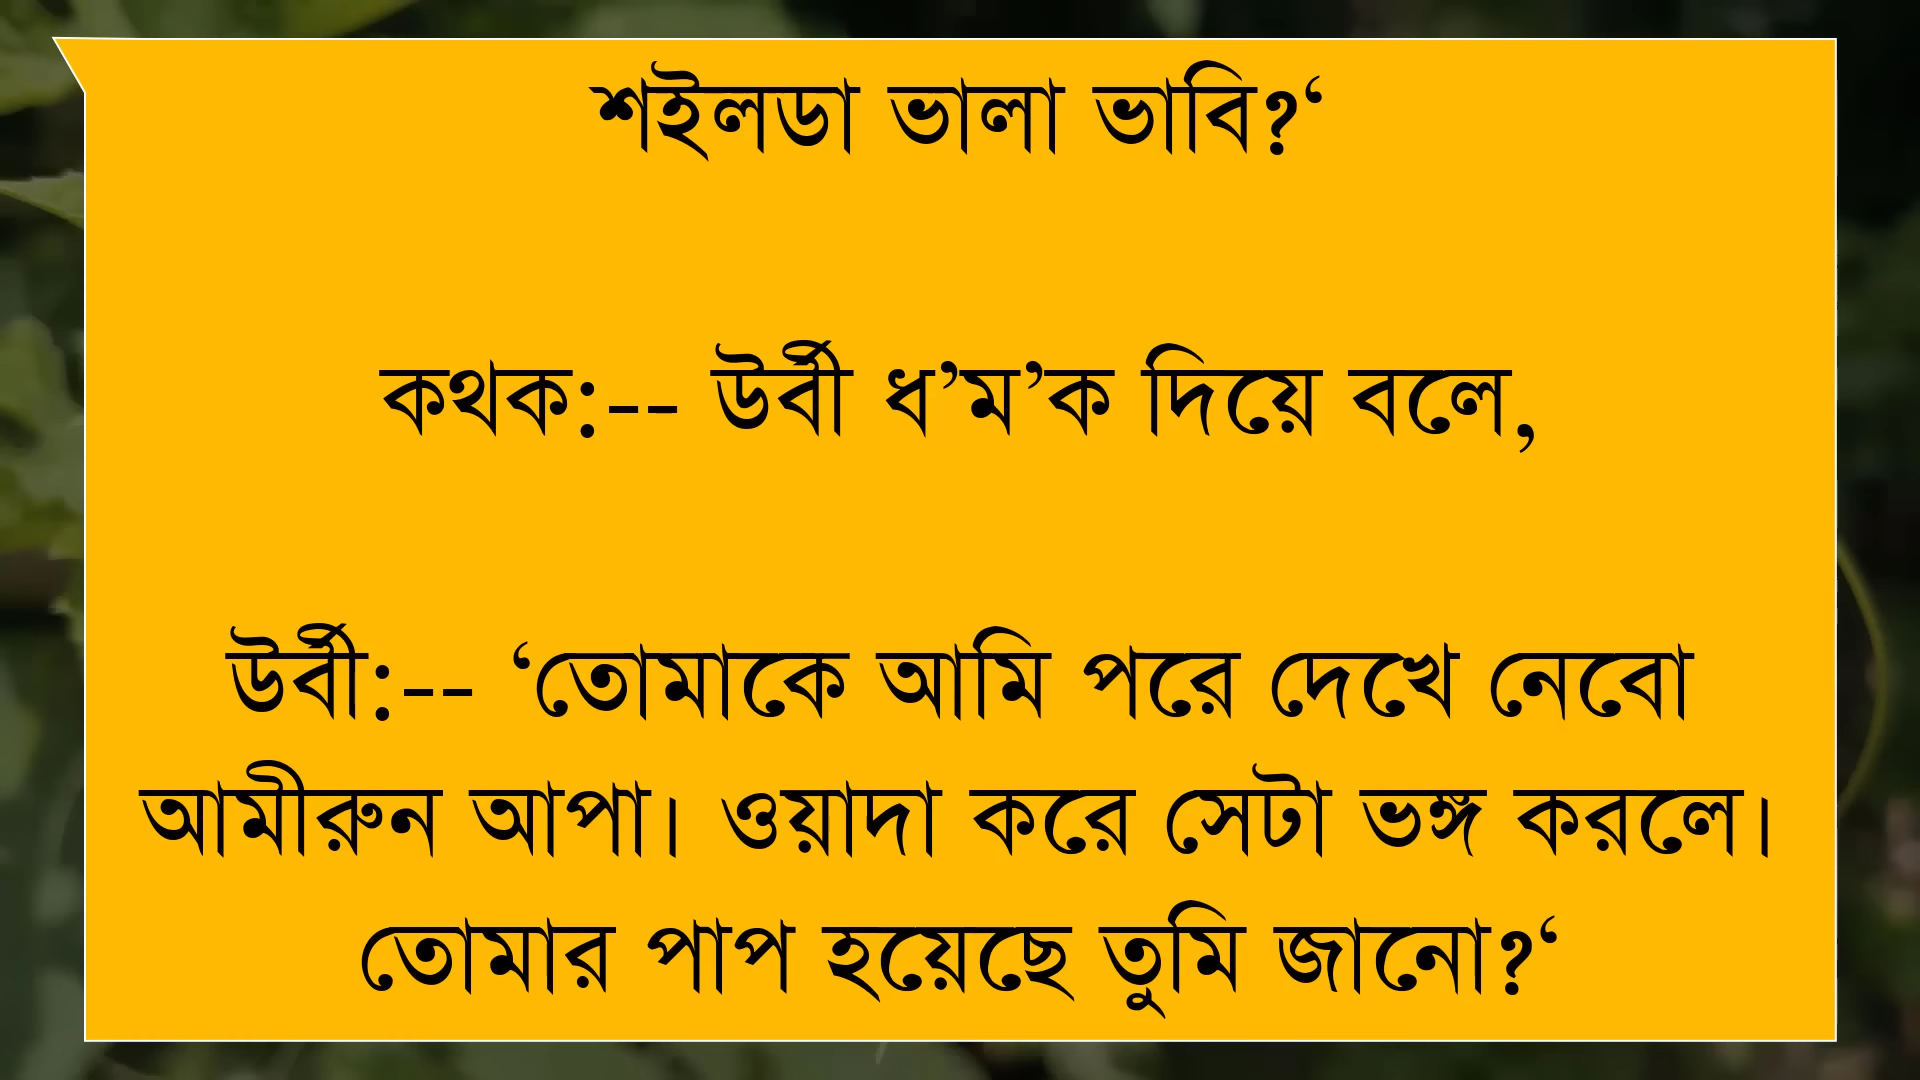 শইলডা ভালা ভাবি?‘
কথক:-- উর্বী ধ’ম’ক দিয়ে বলে,
উর্বী:-- ‘তোমাকে আমি পরে দেখে নেবো
আমীরুন আপা। ওয়াদা করে সেটা ভঙ্গ করলে।
তোমার পাপ হয়েছে তুমি জানো?‘